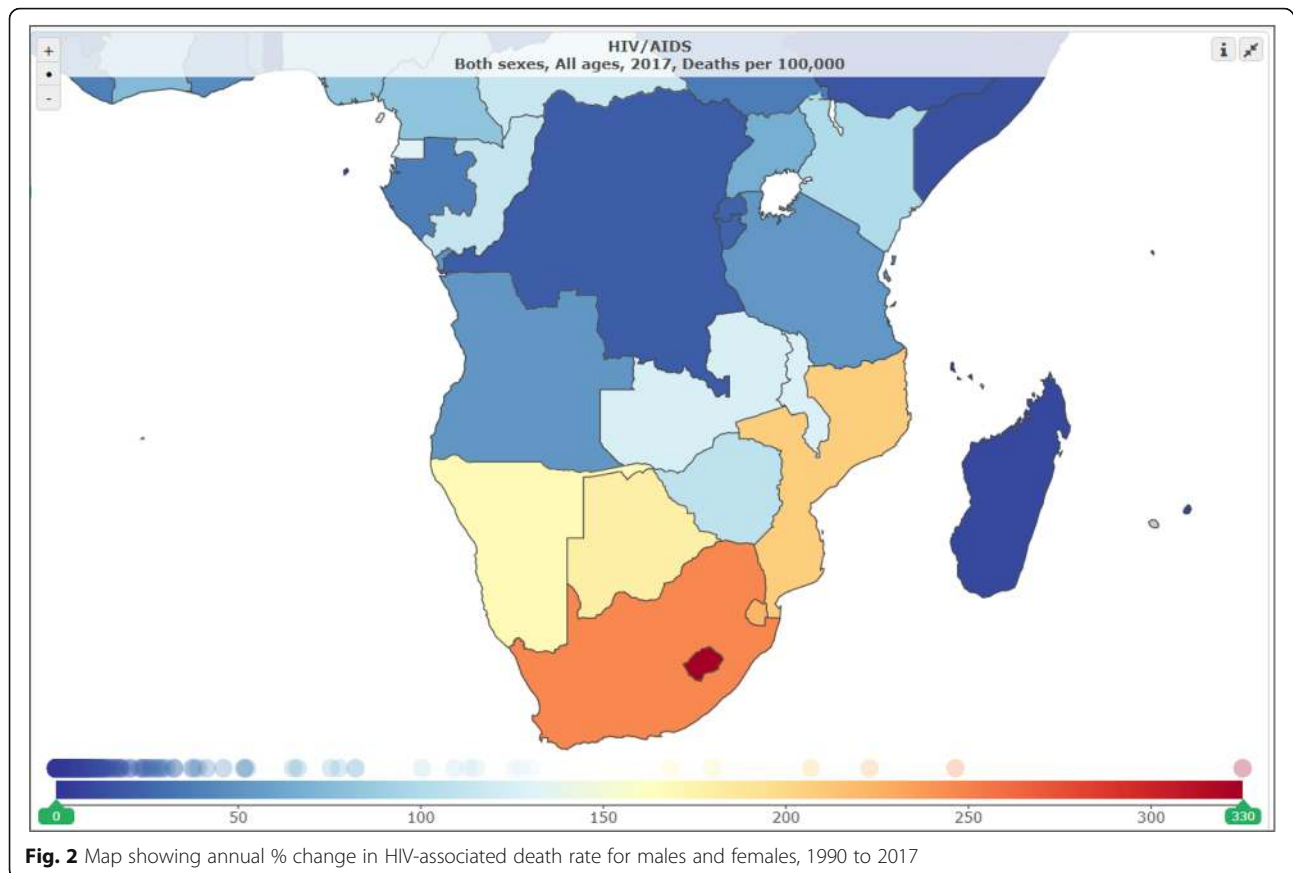 +
•
-
HIV/AIDS
Both sexes, All ages, 2017, Deaths per 100,000
i
0
50
100
150
200
250
300
330
Fig. 2 Map showing annual % change in HIV-associated death rate for males and females, 1990 to 2017